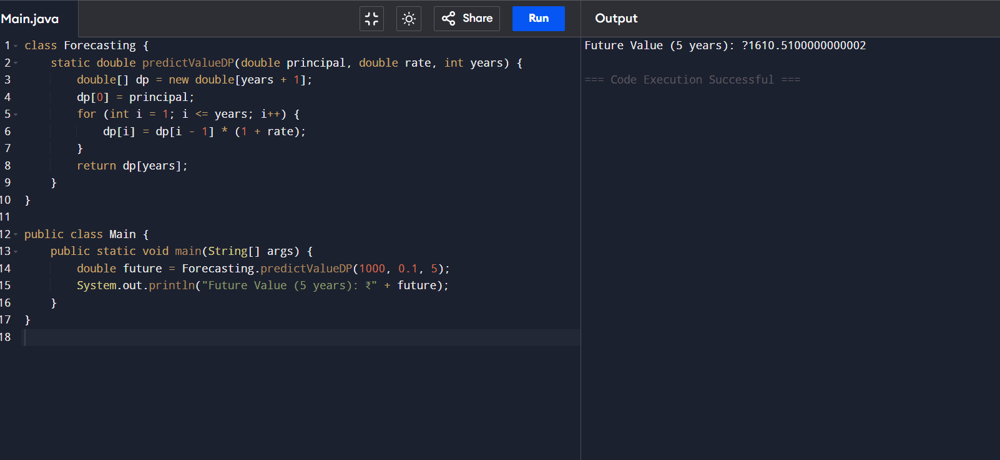 Main.java Share Run Output
1 class Forecasting {
2     static double predictValueDP(double principal, double rate, int years) {
3         double[] dp = new double[years + 1];
4         dp[0] = principal;
5         for (int i = 1; i <= years; i++) {
6             dp[i] = dp[i - 1] * (1 + rate);
7         }
8         return dp[years];
9     }
10 }
11
12 public class Main {
13     public static void main(String[] args) {
14         double future = Forecasting.predictValueDP(1000, 0.1, 5);
15         System.out.println("Future Value (5 years): ₹" + future);
16     }
17 }
18
Future Value (5 years): ?1610.5100000000002
=== Code Execution Successful ===